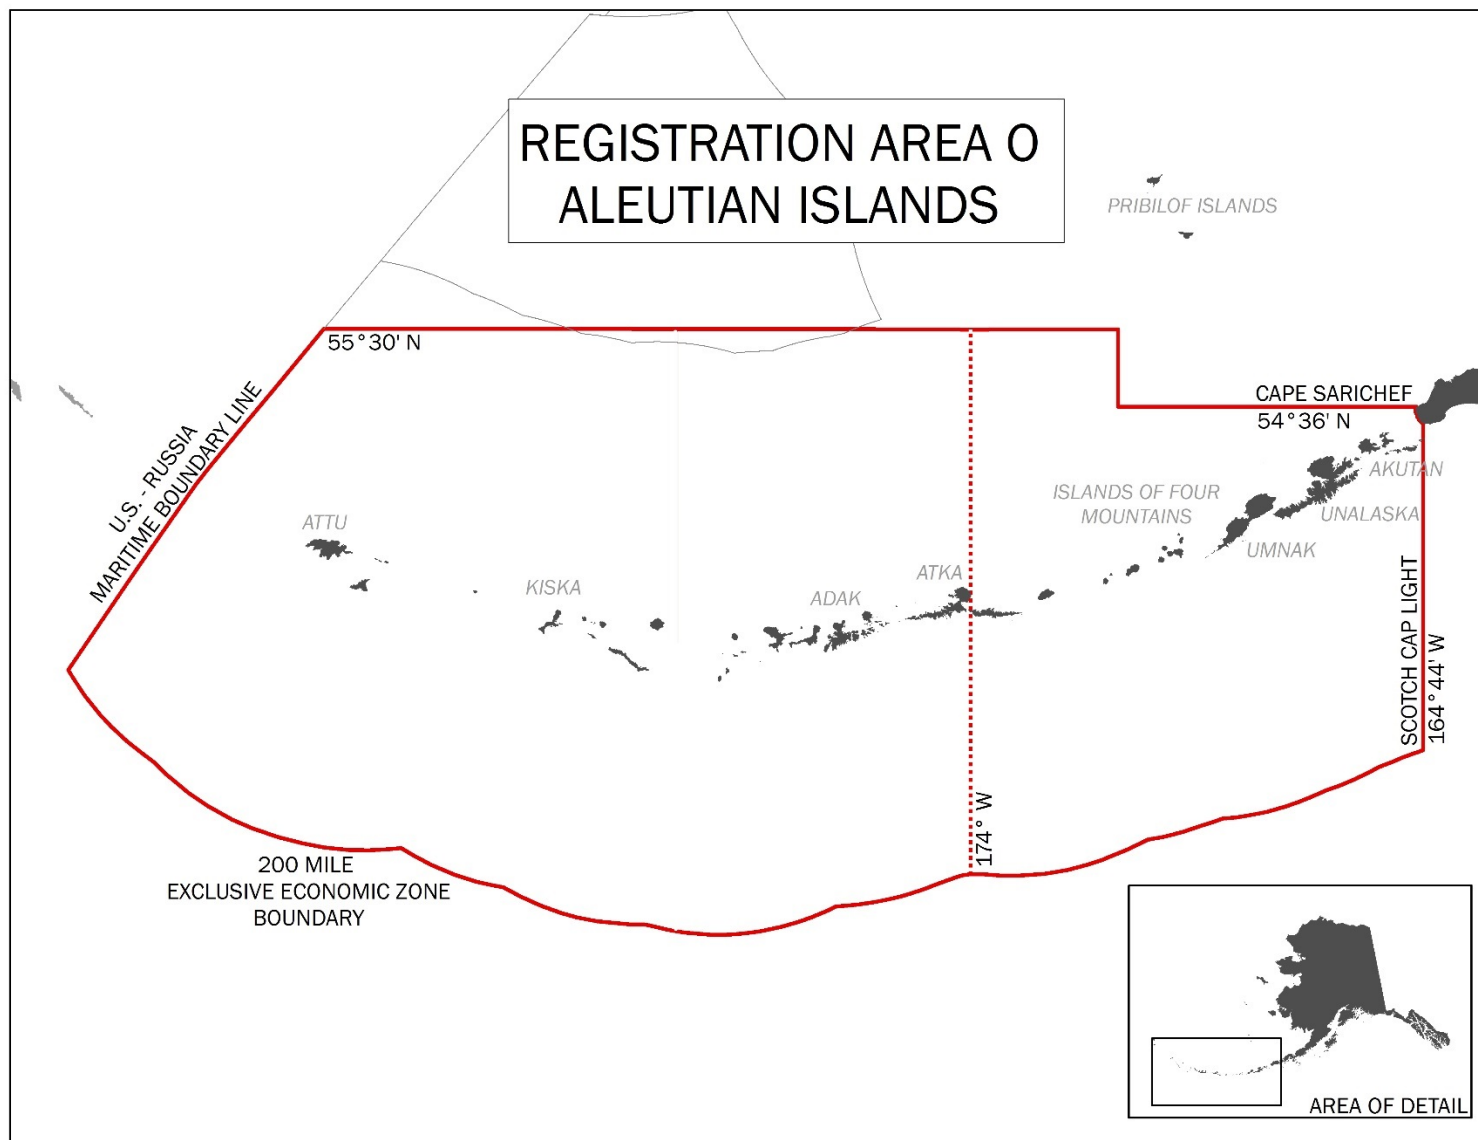 REGISTRATION AREA O
ALEUTIAN ISLANDS
PRIBILOF ISLANDS
55°30' N
CAPE SARICHEF
54°36' N
U.S. - RUSSIA
MARITIME BOUNDARY LINE
AKUTAN
ISLANDS OF FOUR
MOUNTAINS
UNALASKA
UMNAK
ATTU
KISKA
ADAK
ATKA
SCOTCH CAP LIGHT
164°44' W
174° W
200 MILE
EXCLUSIVE ECONOMIC ZONE
BOUNDARY
AREA OF DETAIL